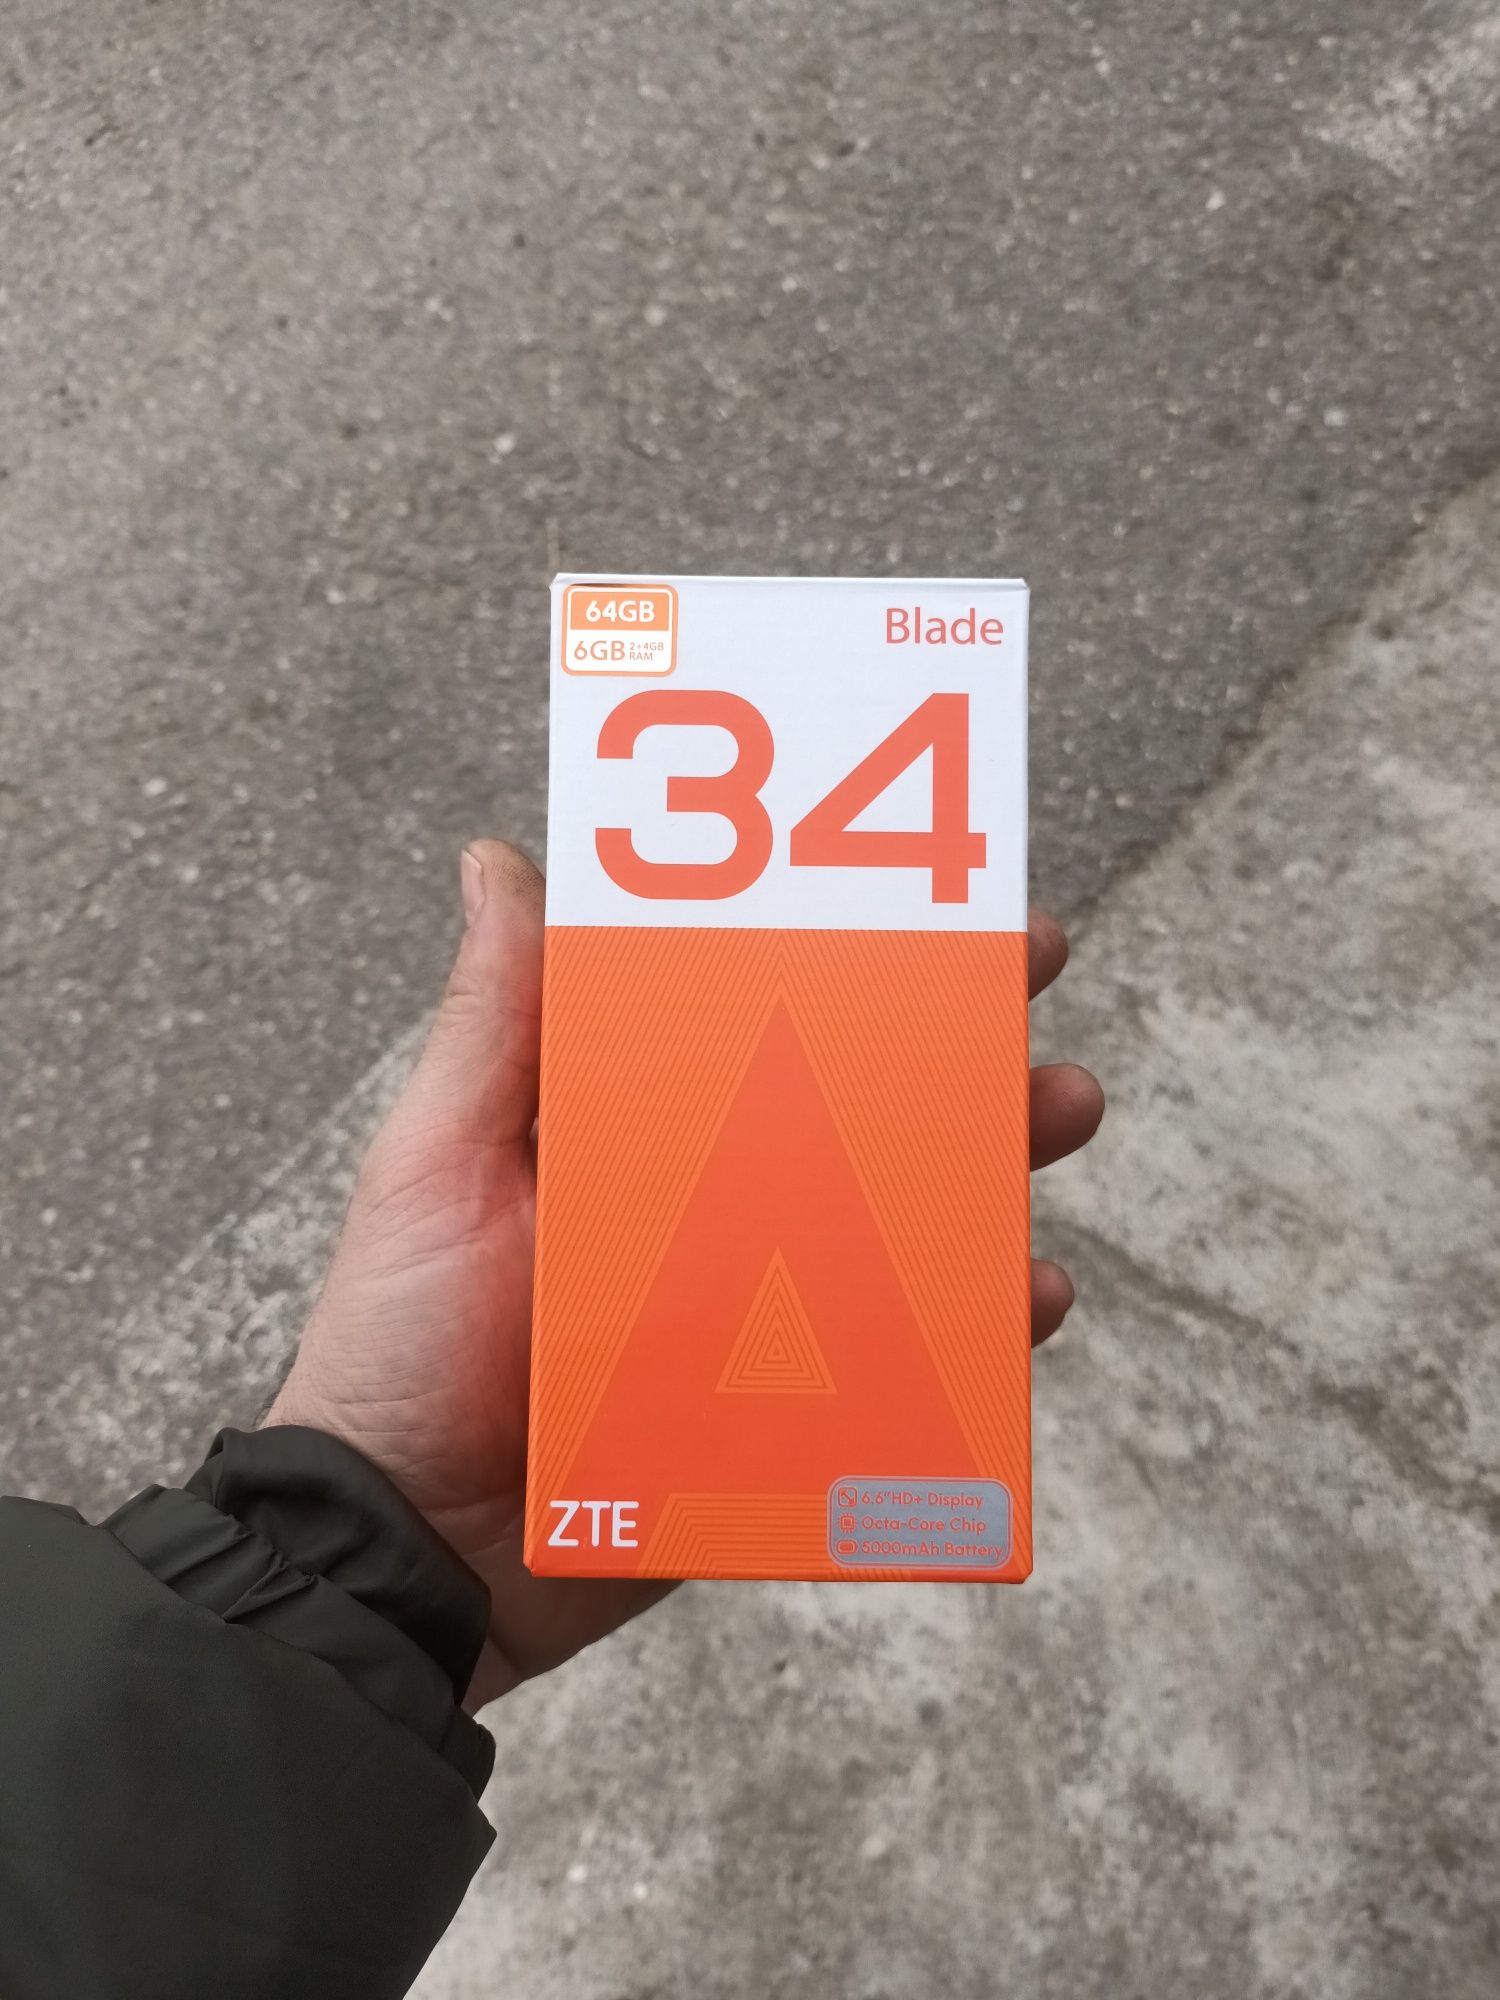 64GB
6GB 2+4GB RAM
Blade
34
A
ZTE
6.6"HD+ Display
Octa-Core Chip
5000mAh Battery